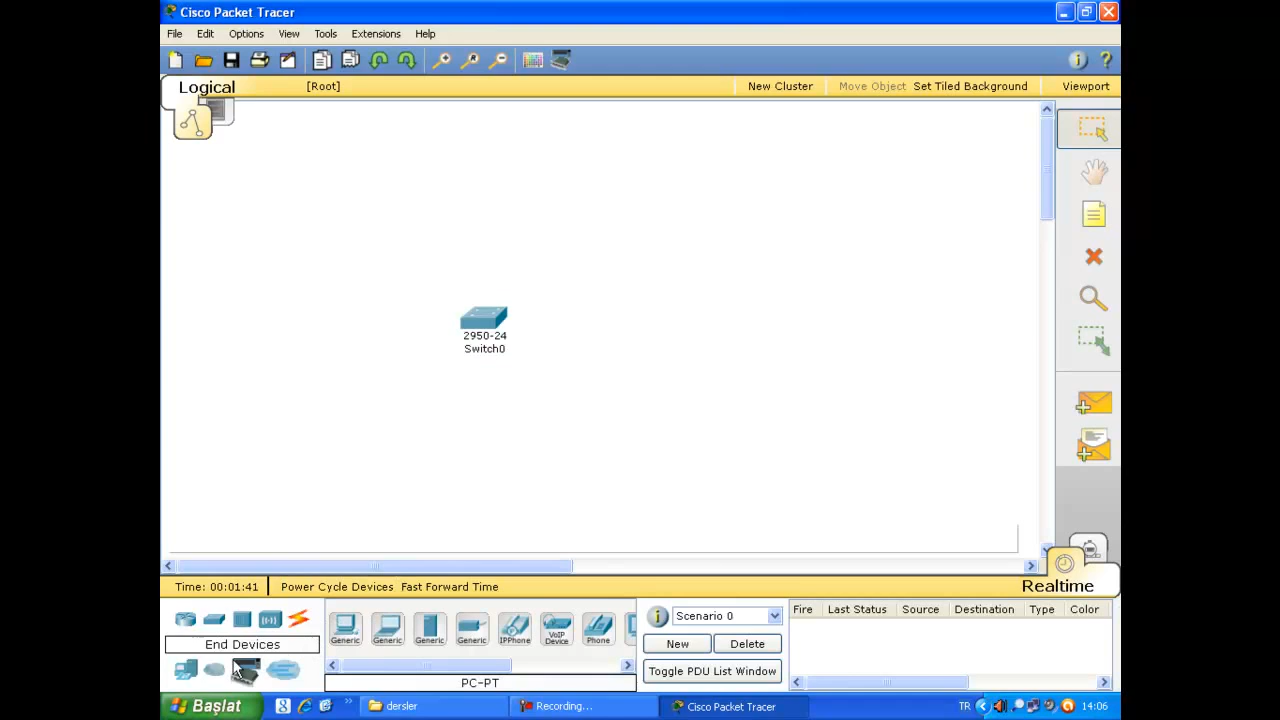 Cisco Packet Tracer
File Edit Options View Tools Extensions Help
Logical [Root] New Cluster Move Object Set Tiled Background Viewport
2950-24
Switch0
Time: 00:01:41 Power Cycle Devices Fast Forward Time Realtime
End Devices
Generic Generic Generic Generic IPPhone VoIP Device Phone
PC-PT
Scenario 0
New Delete
Toggle PDU List Window
Fire Last Status Source Destination Type Color
Başlat dersler Recording... Cisco Packet Tracer TR 14:06